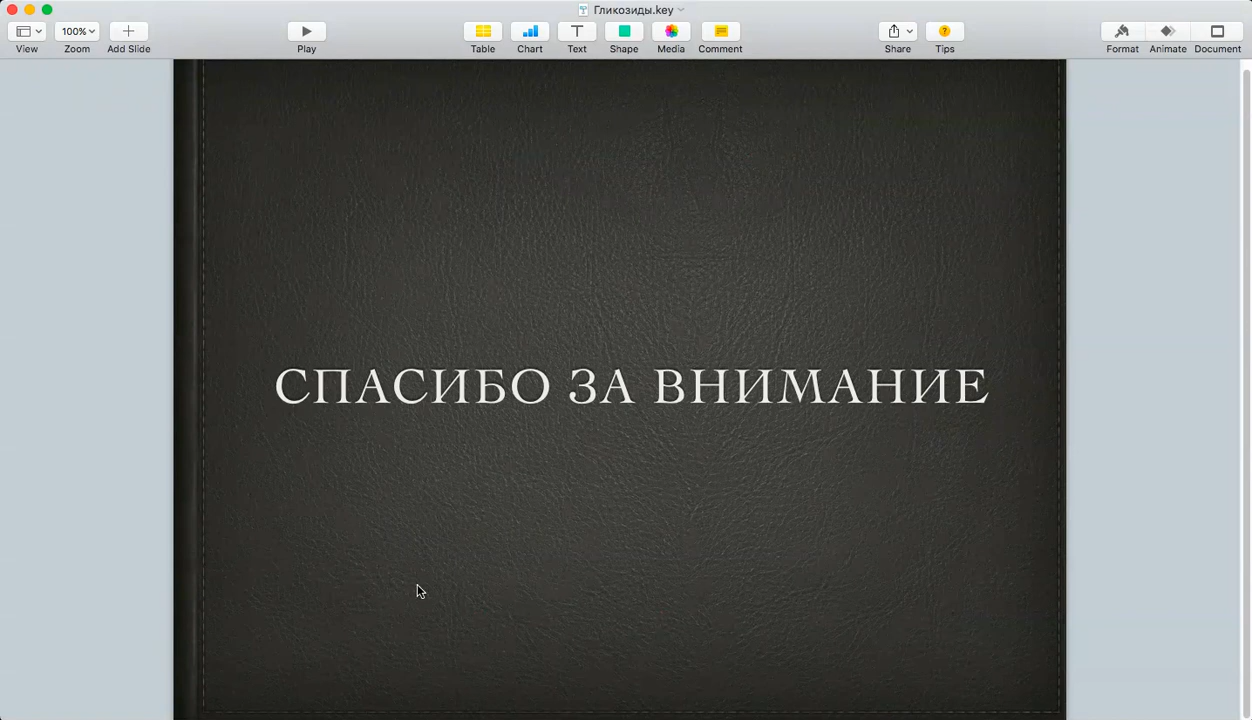 Гликозиды.key
View
100%
Zoom
Add Slide
Play
Table
Chart
Text
Shape
Media
Comment
Share
Tips
Format
Animate
Document
СПАСИБО ЗА ВНИМАНИЕ